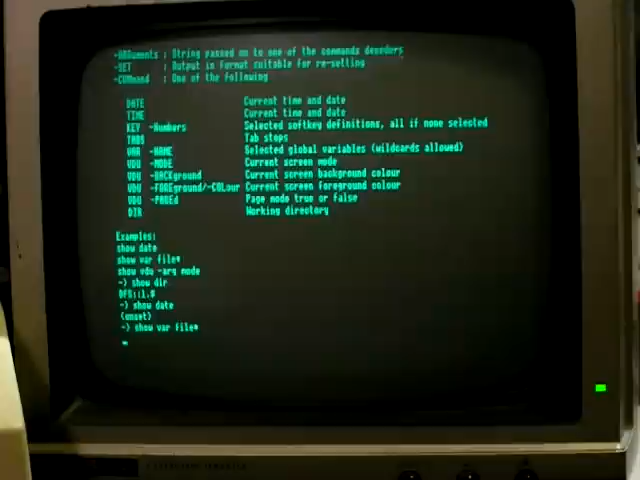 -ARGuments : String passed on to one of the commands decoders
-SET : Output in format suitable for re-setting
-COMmand : One of the following
DATE Current time and date
TIME Current time and date
KEY -Numbers Selected softkey definitions, all if none selected
TABS Tab stops
VAR -NAME Selected global variables (wildcards allowed)
VDU -MODE Current screen mode
VDU -BACKground Current screen background colour
VDU -FOREground/-COLour Current screen foreground colour
VDU -PAGEd Page mode true or false
DIR Working directory
Examples:
show date
show var file*
show vdu -arg mode
-) show dir
DFS::1.$
-) show date
(unset)
-) show var file*